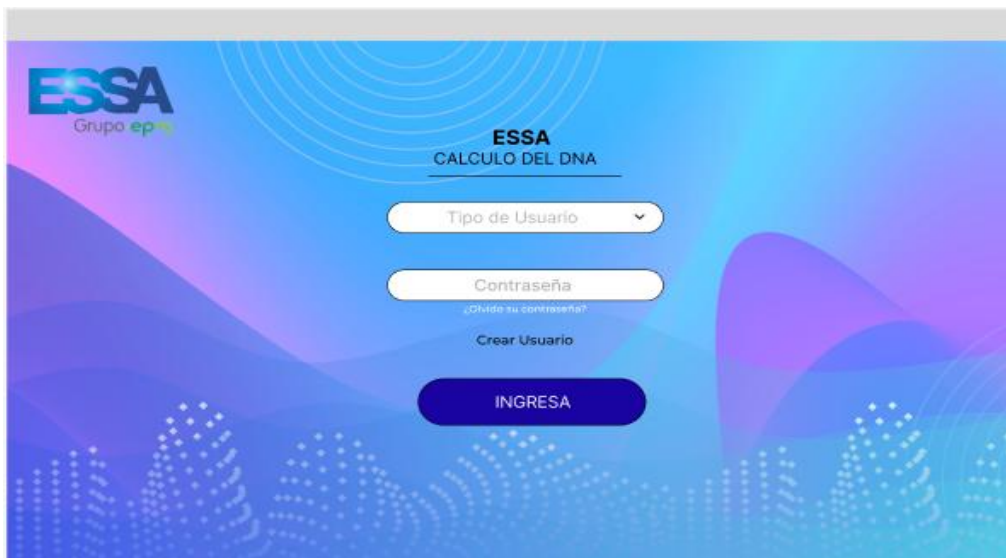 ESSA
Grupo epm
ESSA
CALCULO DEL DNA
Tipo de Usuario
Contraseña
¿Olvido su contraseña?
Crear Usuario
INGRESA